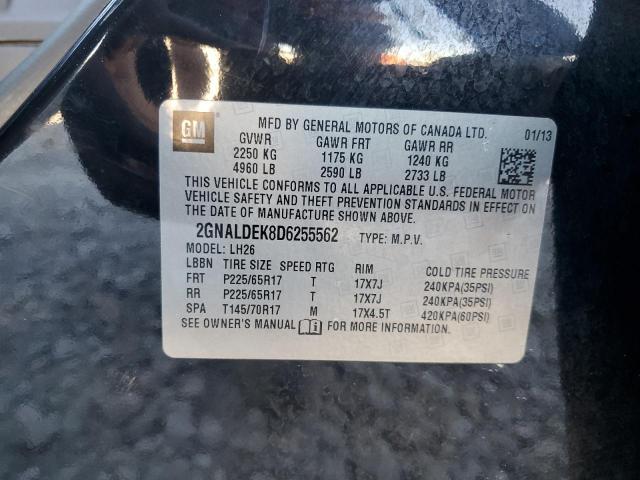 GM
MFD BY GENERAL MOTORS OF CANADA LTD. 01/13
GVWR GAWR FRT GAWR RR
2250 KG 1175 KG 1240 KG
4960 LB 2590 LB 2733 LB
THIS VEHICLE CONFORMS TO ALL APPLICABLE U.S. FEDERAL MOTOR
VEHICLE SAFETY AND THEFT PREVENTION STANDARDS IN EFFECT ON
THE DATE OF MANUFACTURE SHOWN ABOVE.
2GNALDEK8D6255562 TYPE: M.P.V.
MODEL: LH26
LBBN TIRE SIZE SPEED RTG RIM COLD TIRE PRESSURE
FRT P225/65R17 T 17X7J 240KPA(35PSI)
RR P225/65R17 T 17X7J 240KPA(35PSI)
SPA T145/70R17 M 17X4.5T 420KPA(60PSI)
SEE OWNER'S MANUAL FOR MORE INFORMATION.